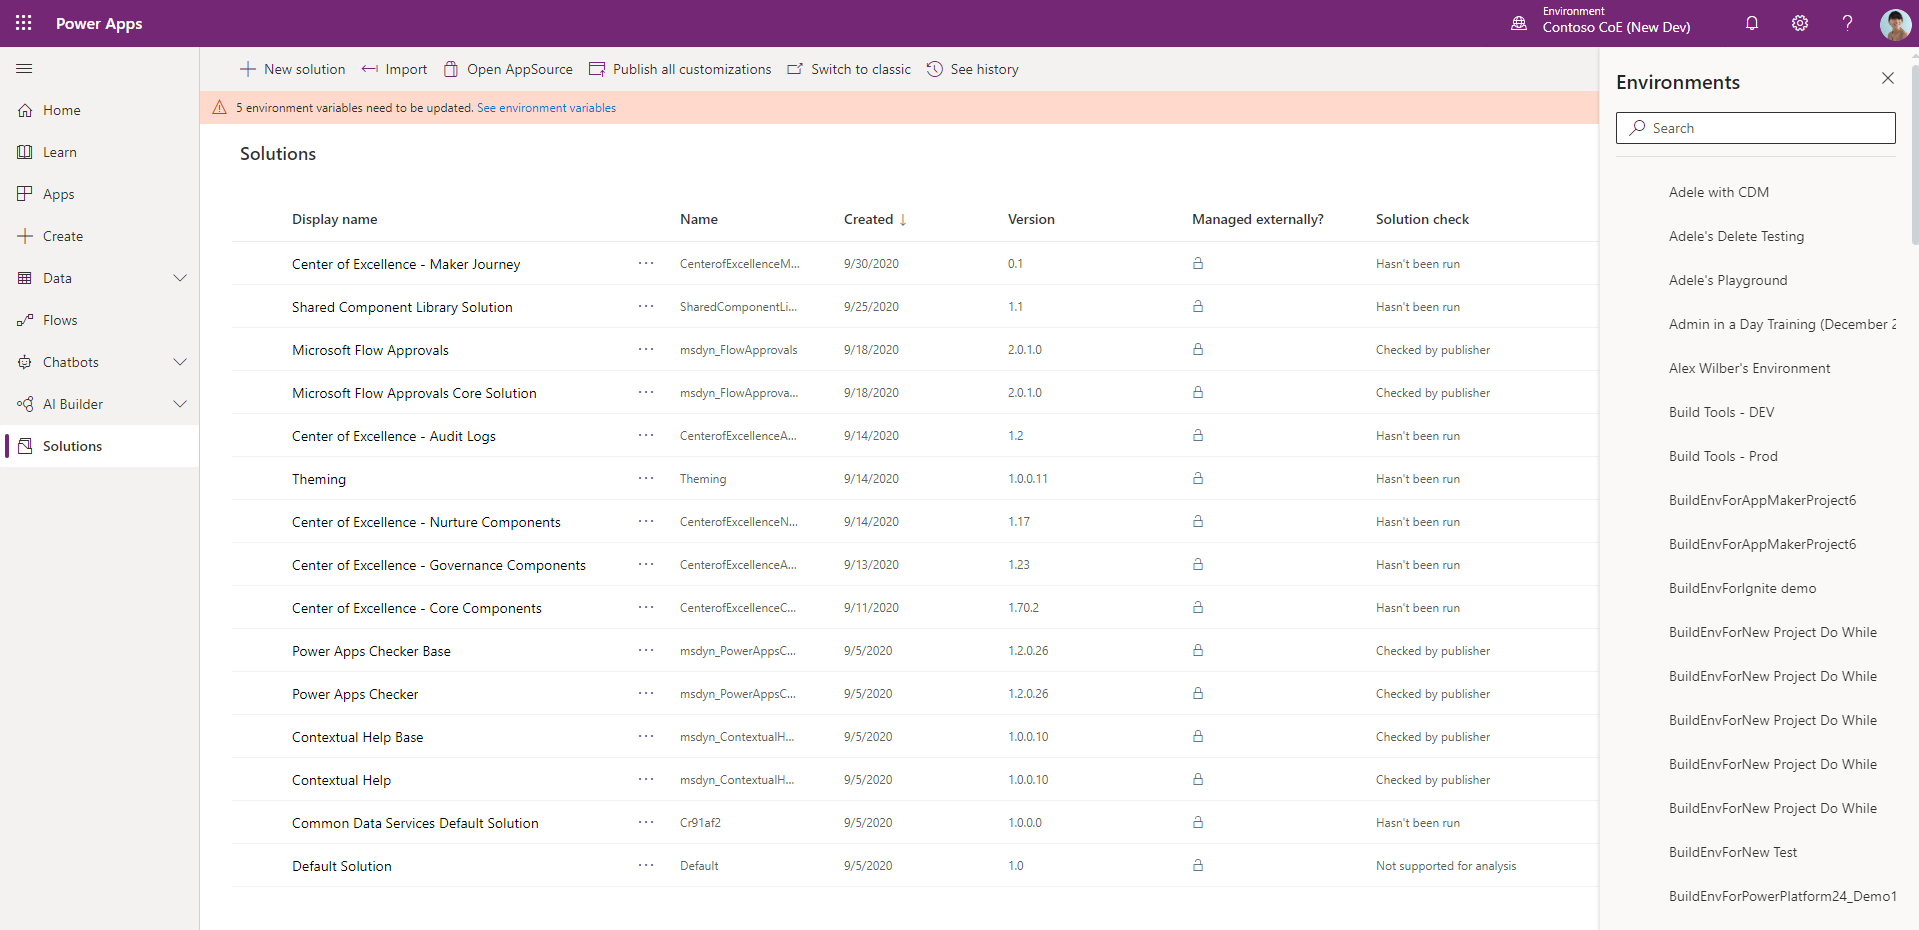 Power Apps
Environment
Contoso CoE (New Dev)
Home
Learn
Apps
Create
Data
Flows
Chatbots
AI Builder
Solutions
New solution Import Open AppSource Publish all customizations Switch to classic See history
5 environment variables need to be updated. See environment variables
Solutions
Display name Name Created ↓ Version Managed externally? Solution check
Center of Excellence - Maker Journey ··· CenterofExcellenceM... 9/30/2020 0.1 Hasn't been run
Shared Component Library Solution ··· SharedComponentLi... 9/25/2020 1.1 Hasn't been run
Microsoft Flow Approvals ··· msdyn_FlowApprovals 9/18/2020 2.0.1.0 Checked by publisher
Microsoft Flow Approvals Core Solution ··· msdyn_FlowApprova... 9/18/2020 2.0.1.0 Checked by publisher
Center of Excellence - Audit Logs ··· CenterofExcellenceA... 9/14/2020 1.2 Hasn't been run
Theming ··· Theming 9/14/2020 1.0.0.11 Hasn't been run
Center of Excellence - Nurture Components ··· CenterofExcellenceN... 9/14/2020 1.17 Hasn't been run
Center of Excellence - Governance Components ··· CenterofExcellenceA... 9/13/2020 1.23 Hasn't been run
Center of Excellence - Core Components ··· CenterofExcellenceC... 9/11/2020 1.70.2 Hasn't been run
Power Apps Checker Base ··· msdyn_PowerAppsC... 9/5/2020 1.2.0.26 Checked by publisher
Power Apps Checker ··· msdyn_PowerAppsC... 9/5/2020 1.2.0.26 Checked by publisher
Contextual Help Base ··· msdyn_ContextualH... 9/5/2020 1.0.0.10 Checked by publisher
Contextual Help ··· msdyn_ContextualH... 9/5/2020 1.0.0.10 Checked by publisher
Common Data Services Default Solution ··· Cr91af2 9/5/2020 1.0.0.0 Hasn't been run
Default Solution ··· Default 9/5/2020 1.0 Not supported for analysis
Environments
Search
Adele with CDM
Adele's Delete Testing
Adele's Playground
Admin in a Day Training (December 2
Alex Wilber's Environment
Build Tools - DEV
Build Tools - Prod
BuildEnvForAppMakerProject6
BuildEnvForAppMakerProject6
BuildEnvForIgnite demo
BuildEnvForNew Project Do While
BuildEnvForNew Project Do While
BuildEnvForNew Project Do While
BuildEnvForNew Project Do While
BuildEnvForNew Project Do While
BuildEnvForNew Test
BuildEnvForPowerPlatform24_Demo1